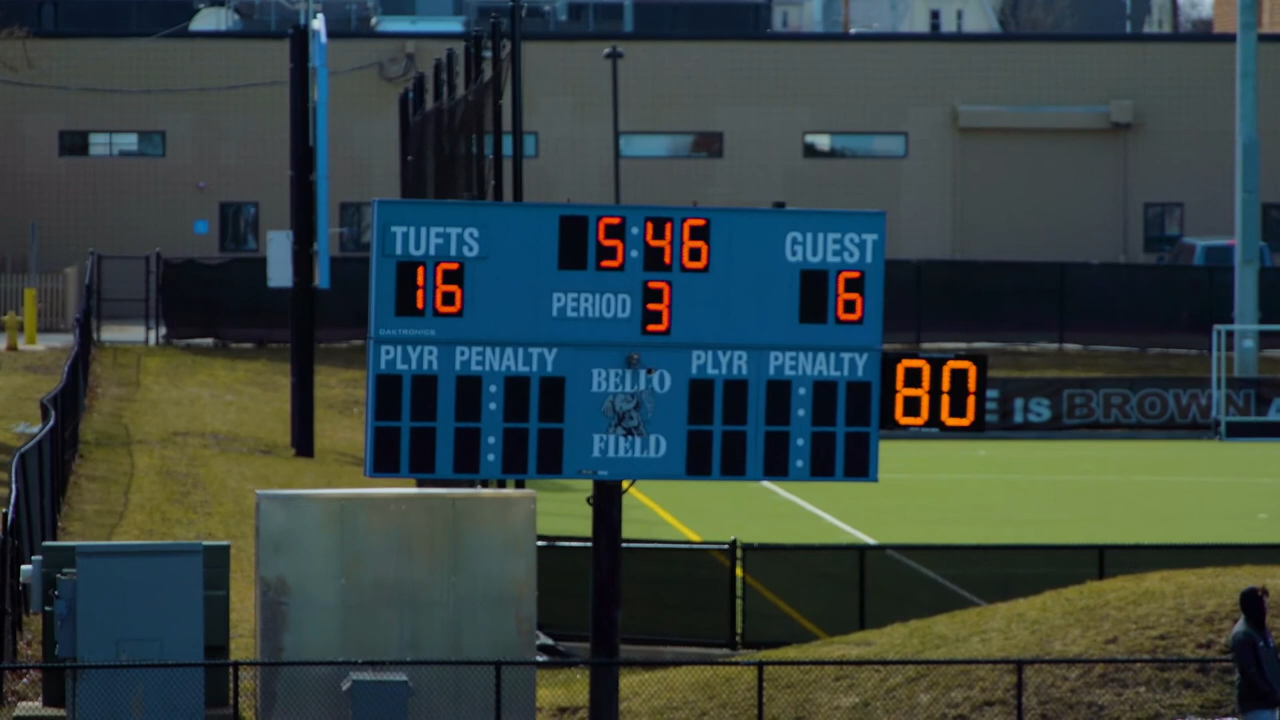 TUFTS 5:46 GUEST
16 PERIOD 3 6
DAKTRONICS
PLYR PENALTY PLYR PENALTY
BELLO
FIELD
80
E IS BROWN A